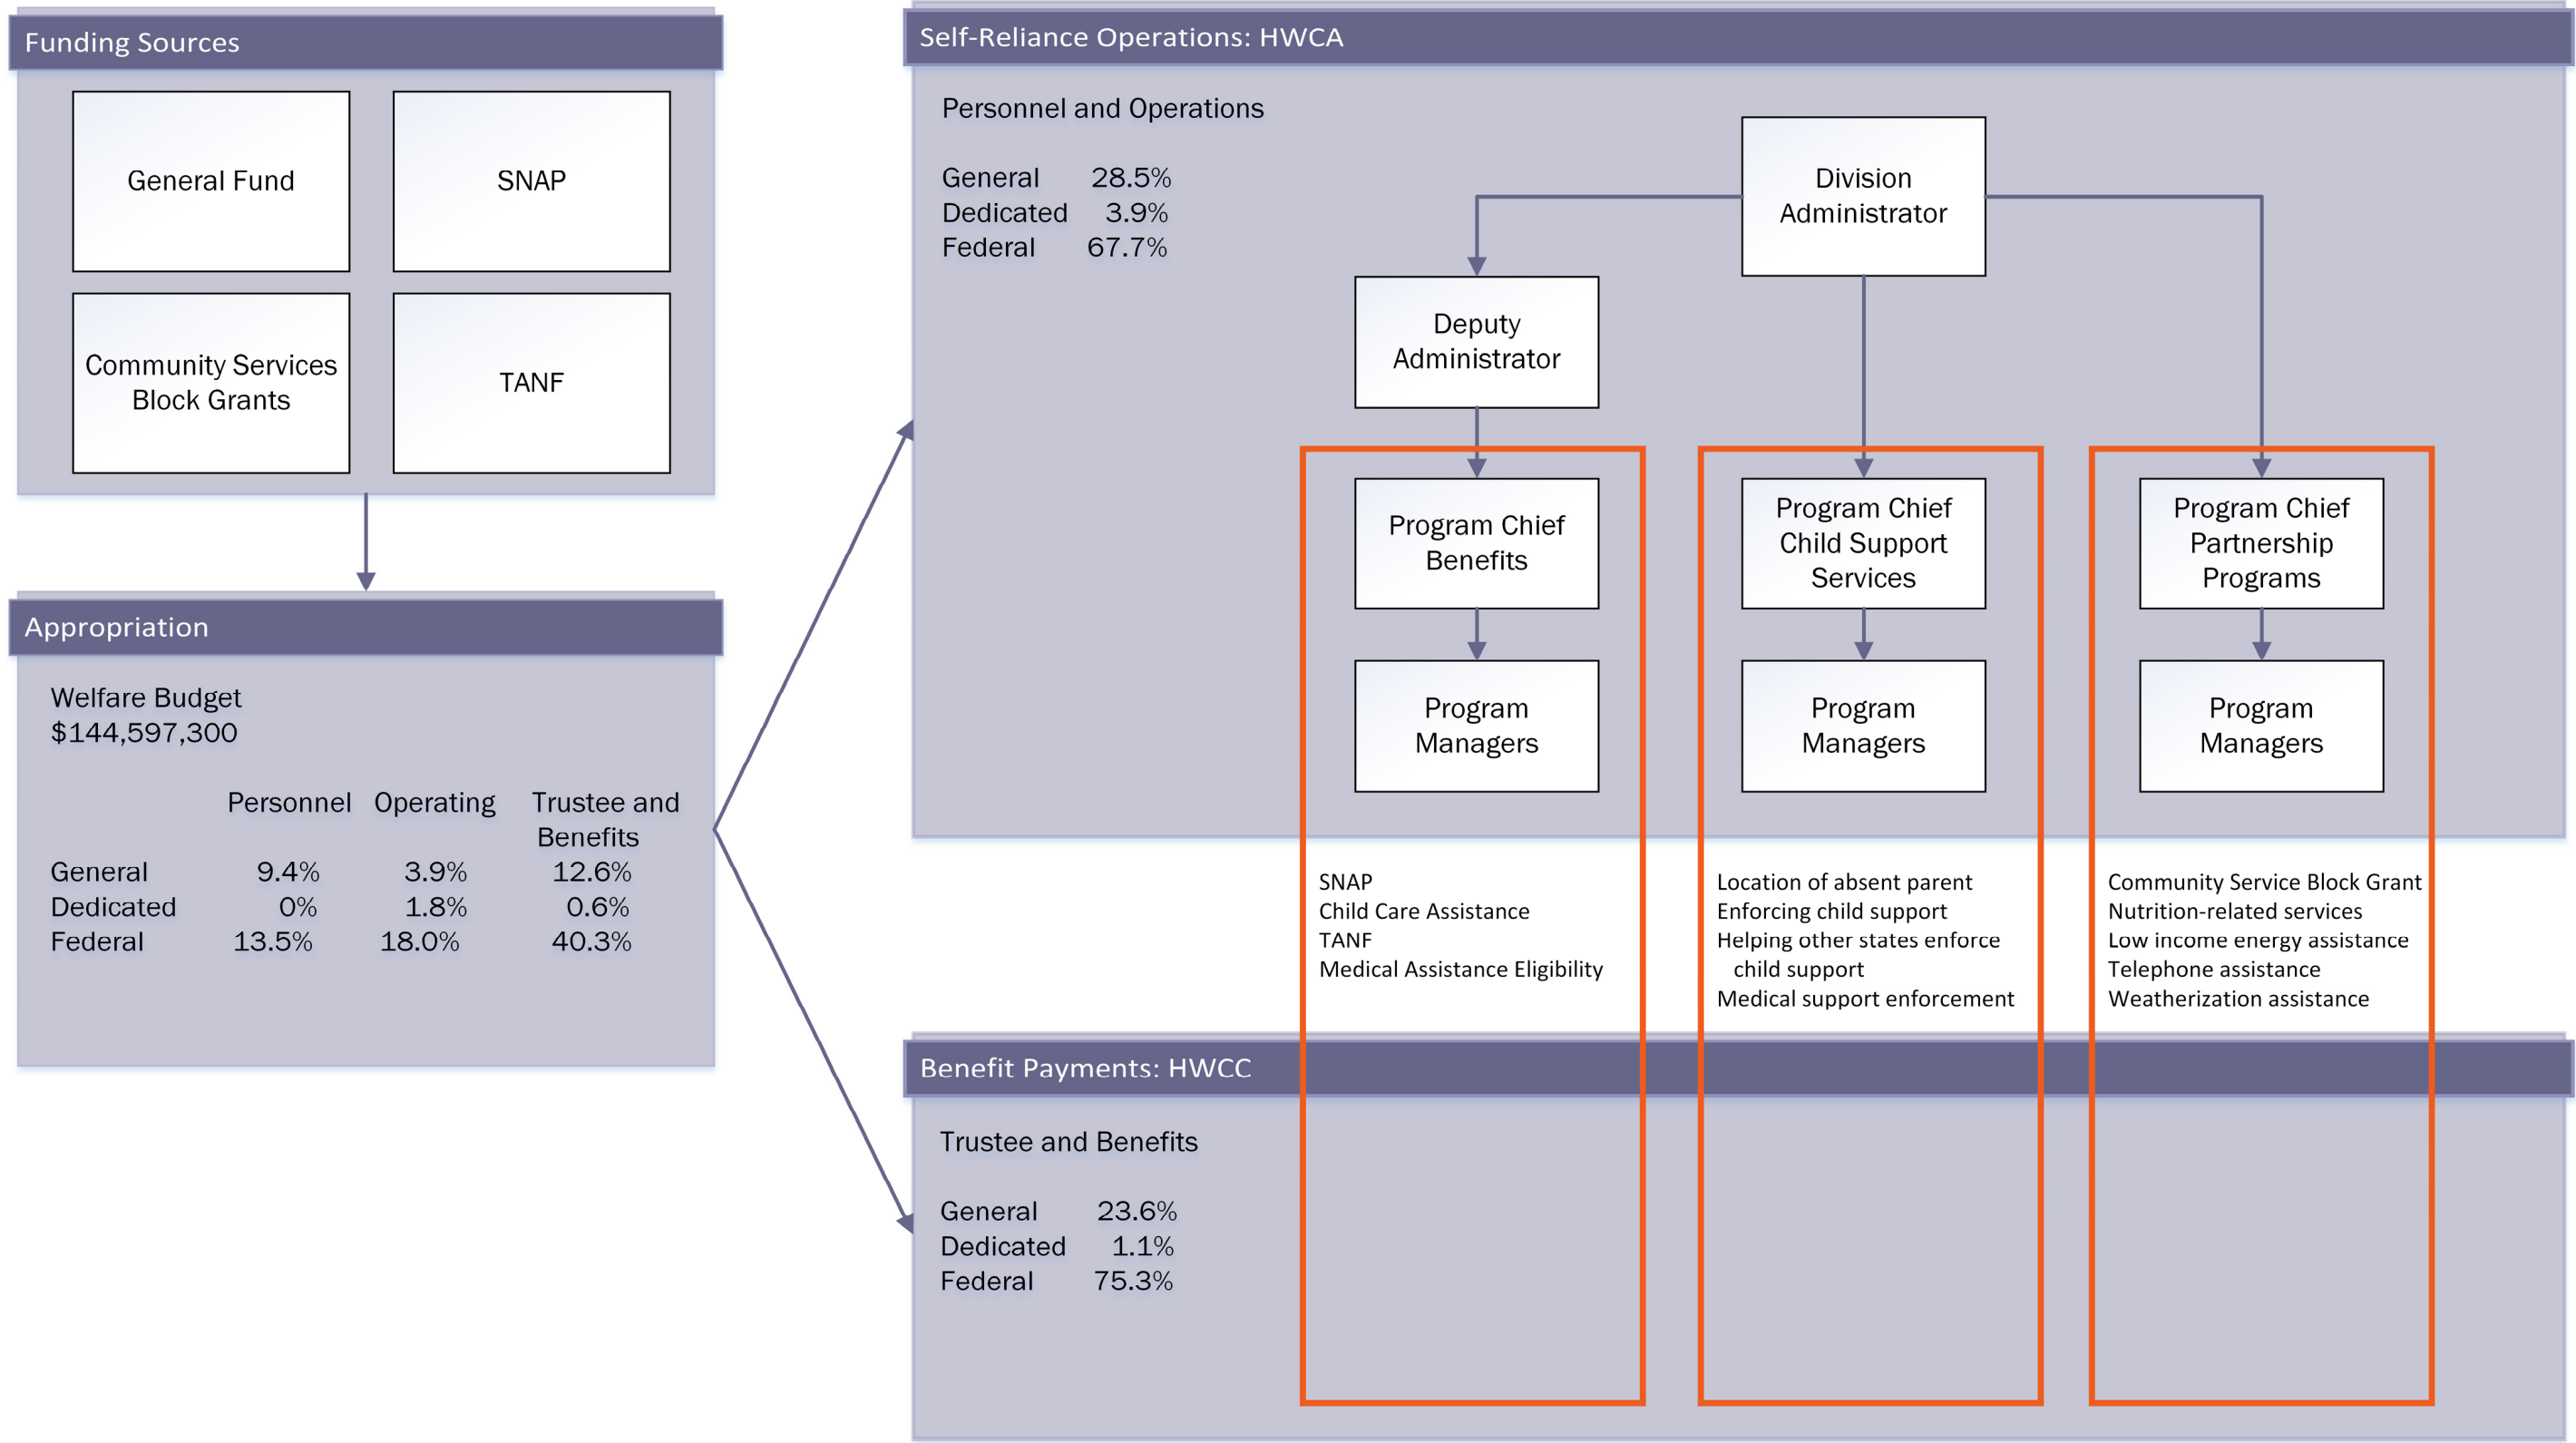 Funding Sources
General Fund
SNAP
Community Services
Block Grants
TANF
Appropriation
Welfare Budget
$144,597,300
Personnel Operating Trustee and
Benefits
General 9.4% 3.9% 12.6%
Dedicated 0% 1.8% 0.6%
Federal 13.5% 18.0% 40.3%
Self-Reliance Operations: HWCA
Personnel and Operations
General 28.5%
Dedicated 3.9%
Federal 67.7%
Division
Administrator
Deputy
Administrator
Program Chief
Benefits
Program Chief
Child Support
Services
Program Chief
Partnership
Programs
Program
Managers
Program
Managers
Program
Managers
SNAP
Child Care Assistance
TANF
Medical Assistance Eligibility
Location of absent parent
Enforcing child support
Helping other states enforce
child support
Medical support enforcement
Community Service Block Grant
Nutrition-related services
Low income energy assistance
Telephone assistance
Weatherization assistance
Benefit Payments: HWCC
Trustee and Benefits
General 23.6%
Dedicated 1.1%
Federal 75.3%